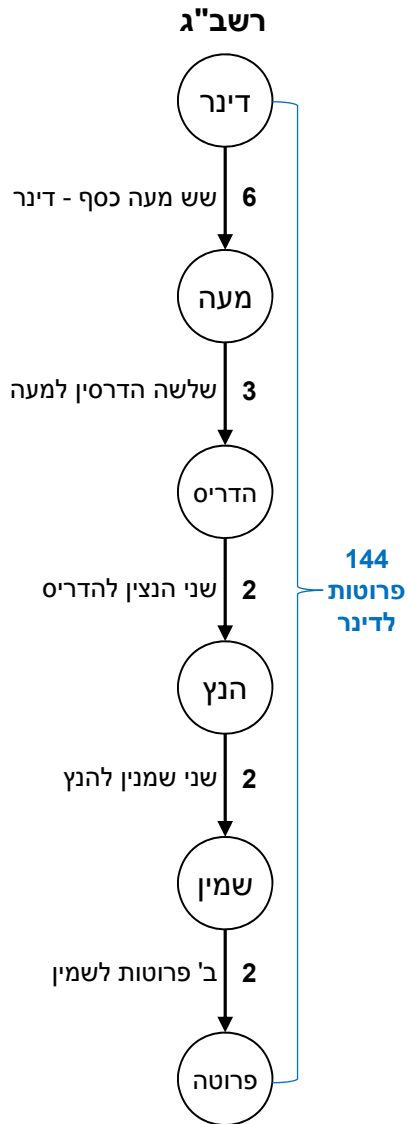 רשב"ג
דינר
שש מעה כסף - דינר 6
מעה
שלשה הדרסין למעה 3
הדריס
שני הנצין להדריס 2
144
פרוטות
לדינר
הנץ
שני שמנין להנץ 2
שמין
ב' פרוטות לשמין 2
פרוטה